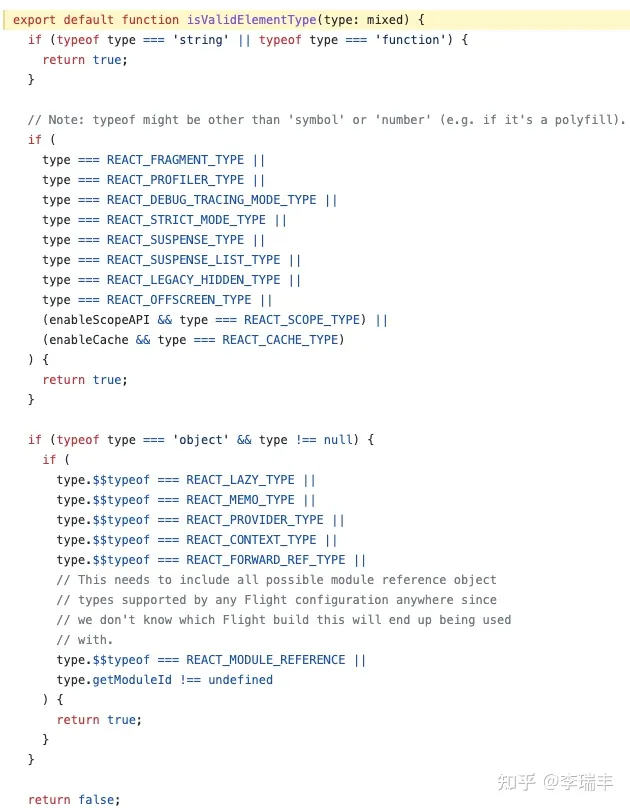 export default function isValidElementType(type: mixed) {
  if (typeof type === 'string' || typeof type === 'function') {
    return true;
  }

  // Note: typeof might be other than 'symbol' or 'number' (e.g. if it's a polyfill).
  if (
    type === REACT_FRAGMENT_TYPE ||
    type === REACT_PROFILER_TYPE ||
    type === REACT_DEBUG_TRACING_MODE_TYPE ||
    type === REACT_STRICT_MODE_TYPE ||
    type === REACT_SUSPENSE_TYPE ||
    type === REACT_SUSPENSE_LIST_TYPE ||
    type === REACT_LEGACY_HIDDEN_TYPE ||
    type === REACT_OFFSCREEN_TYPE ||
    (enableScopeAPI && type === REACT_SCOPE_TYPE) ||
    (enableCache && type === REACT_CACHE_TYPE)
  ) {
    return true;
  }

  if (typeof type === 'object' && type !== null) {
    if (
      type.$$typeof === REACT_LAZY_TYPE ||
      type.$$typeof === REACT_MEMO_TYPE ||
      type.$$typeof === REACT_PROVIDER_TYPE ||
      type.$$typeof === REACT_CONTEXT_TYPE ||
      type.$$typeof === REACT_FORWARD_REF_TYPE ||
      // This needs to include all possible module reference object
      // types supported by any Flight configuration anywhere since
      // we don't know which Flight build this will end up being used
      // with.
      type.$$typeof === REACT_MODULE_REFERENCE ||
      type.getModuleId !== undefined
    ) {
      return true;
    }
  }

  return false;
知乎 @李瑞丰